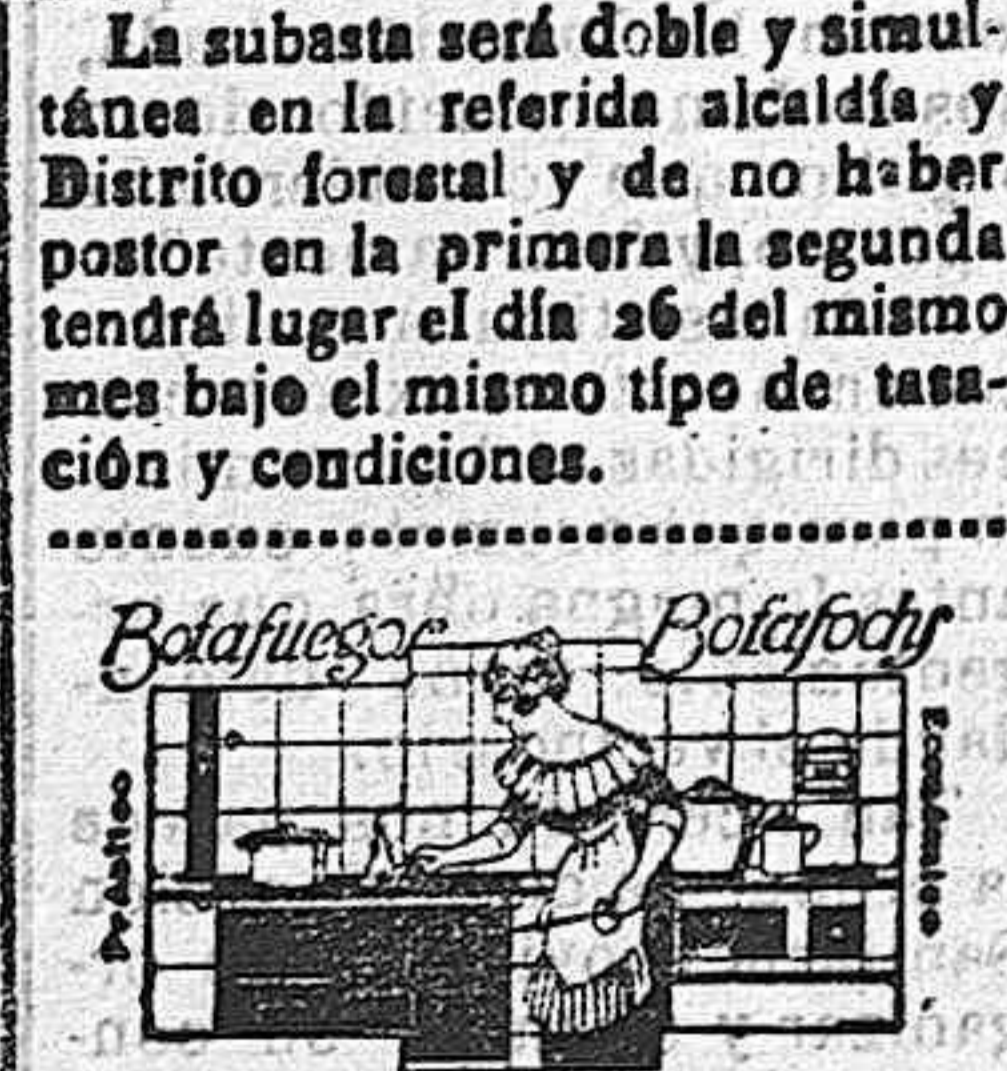 La subasta será doble y simul-
tánea en la referida alcaldía y
Distrito forestal y de no haber
postor en la primera la segunda
tendrá lugar el día 26 del mismo
mes bajo el mismo típo de tasa-
ción y condiciones.
Botafuegos Botafochs
Práctico
Económico